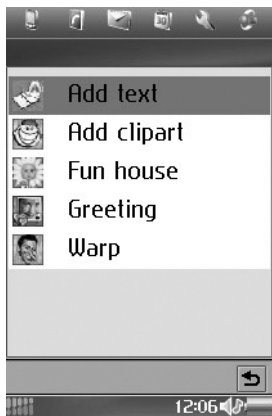 Add text
Add clipart
Fun house
Greeting
Warp
12:06